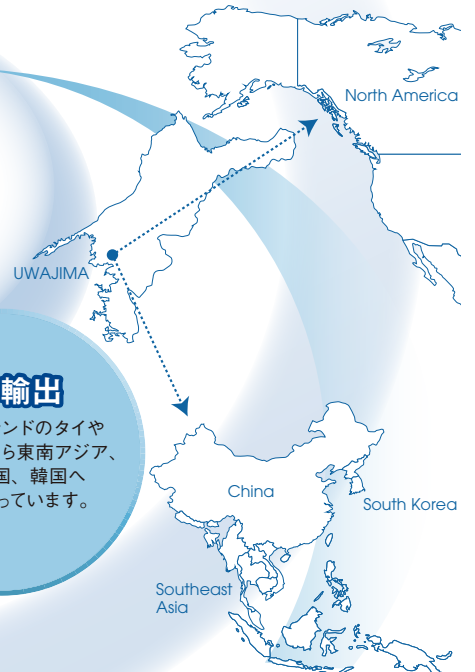 North America
UWAJIMA
輸出
ンドのタイや
ら東南アジア、
国、韓国へ
っています。
China
South Korea
Southeast
Asia